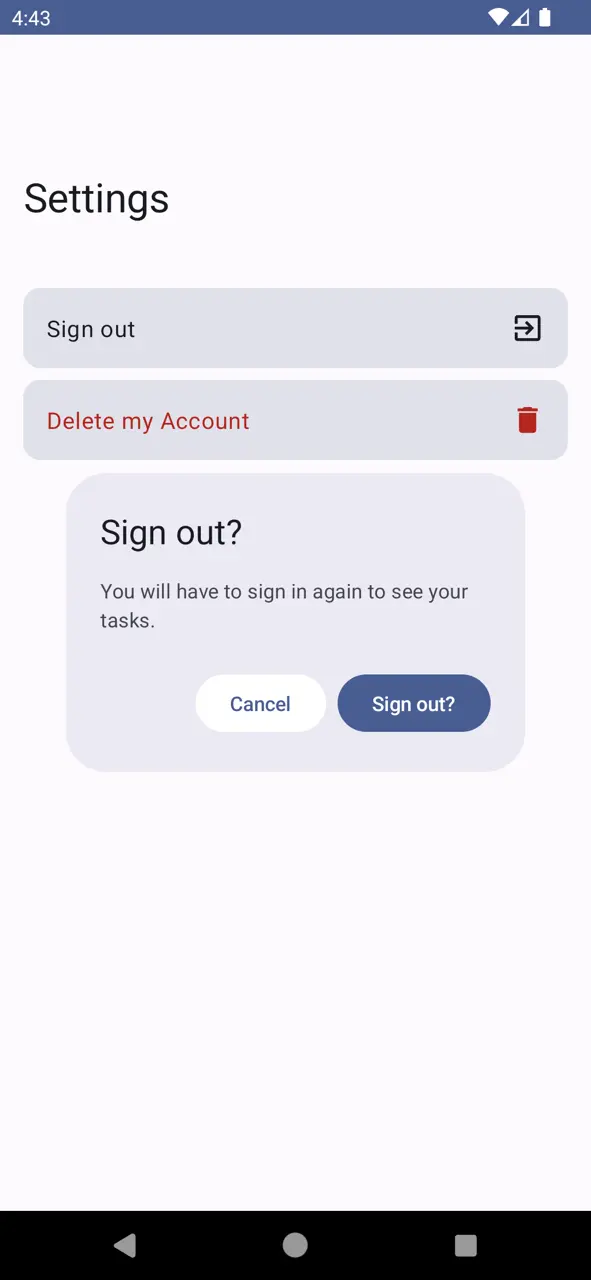 4:43
Settings
Sign out
Delete my Account
Sign out?
You will have to sign in again to see your
tasks.
Cancel
Sign out?